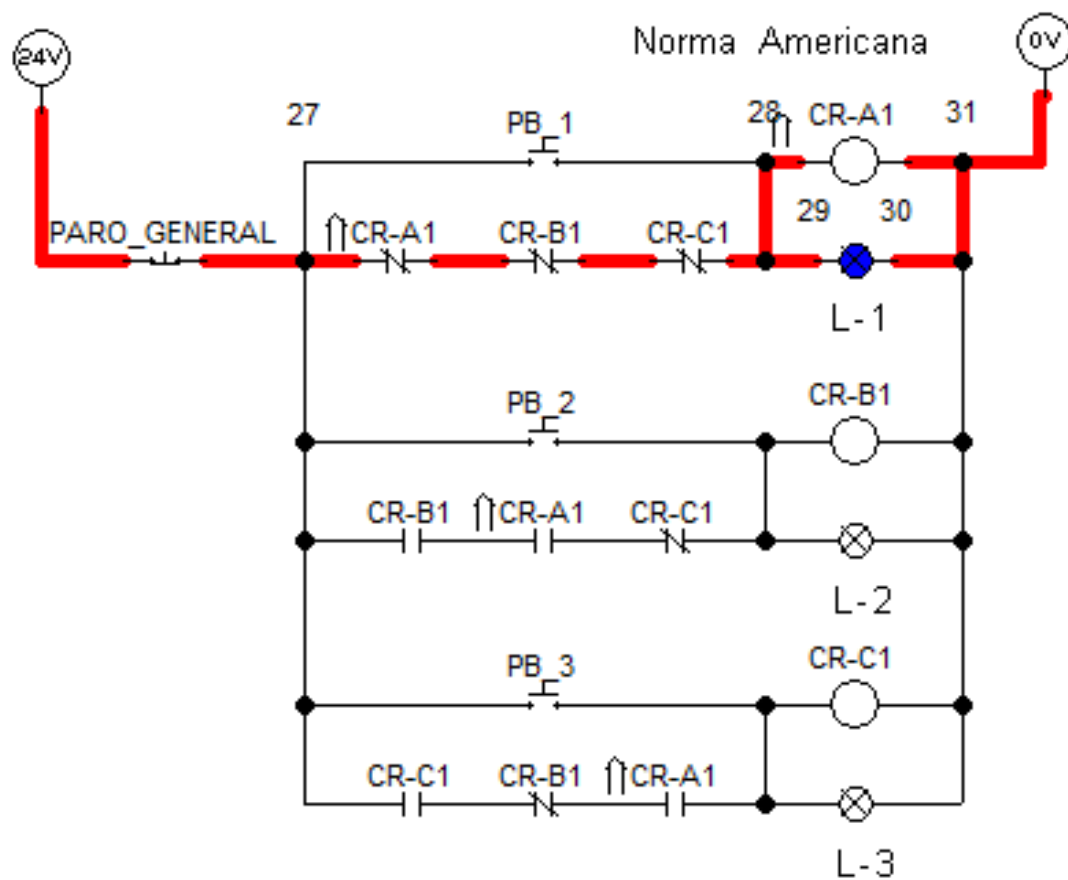 24V
Norma Americana
0V
27
PB_1
28
CR-A1
31
PARO_GENERAL
CR-A1
CR-B1
CR-C1
29
30
L-1
PB_2
CR-B1
CR-B1
CR-A1
CR-C1
L-2
PB_3
CR-C1
CR-C1
CR-B1
CR-A1
L-3